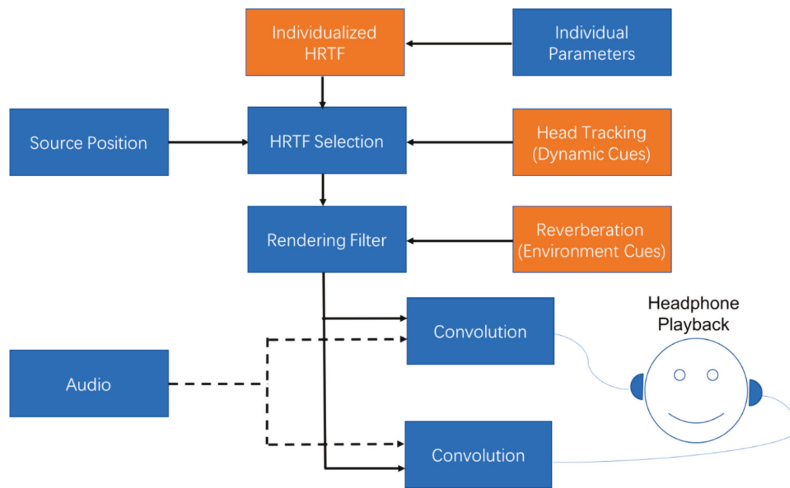 Individualized
HRTF
Individual
Parameters
Source Position
HRTF Selection
Head Tracking
(Dynamic Cues)
Rendering Filter
Reverberation
(Environment Cues)
Headphone
Playback
Convolution
Audio
Convolution